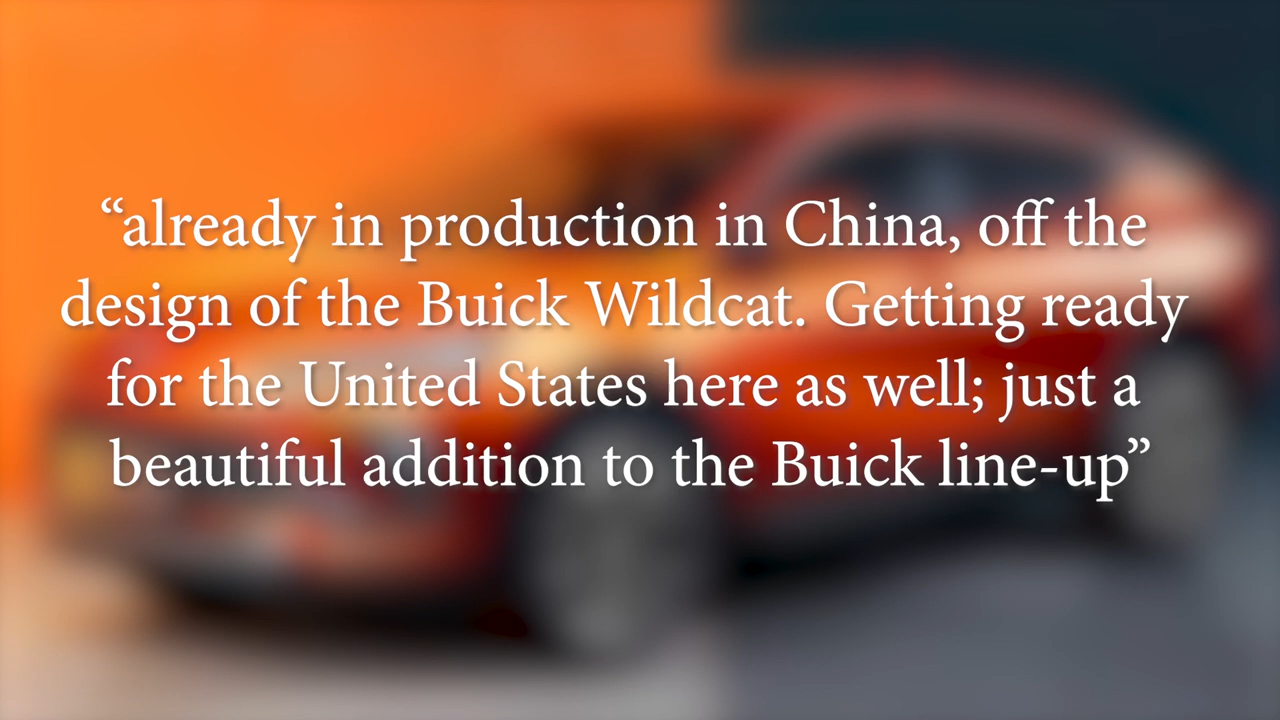 “already in production in China, off the
design of the Buick Wildcat. Getting ready
for the United States here as well; just a
beautiful addition to the Buick line-up”